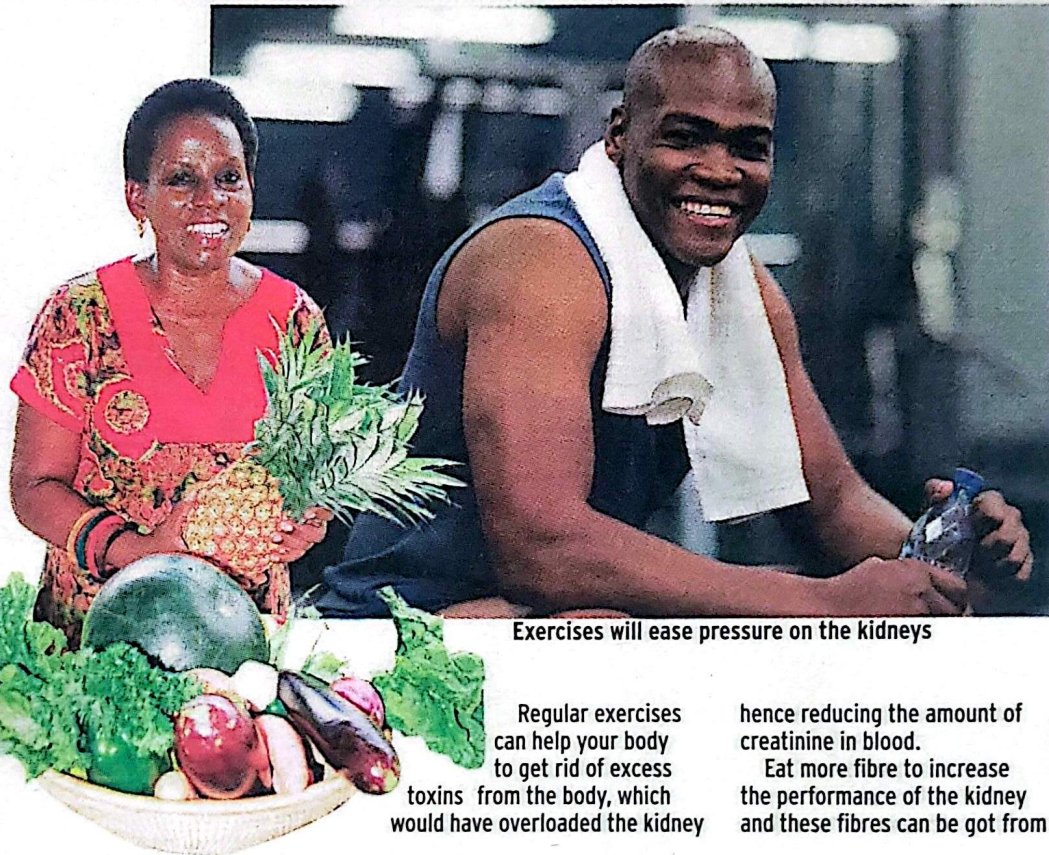 Exercises will ease pressure on the kidneys
Regular exercises
can help your body
to get rid of excess
toxins from the body, which
would have overloaded the kidney
hence reducing the amount of
creatinine in blood.
Eat more fibre to increase
the performance of the kidney
and these fibres can be got from